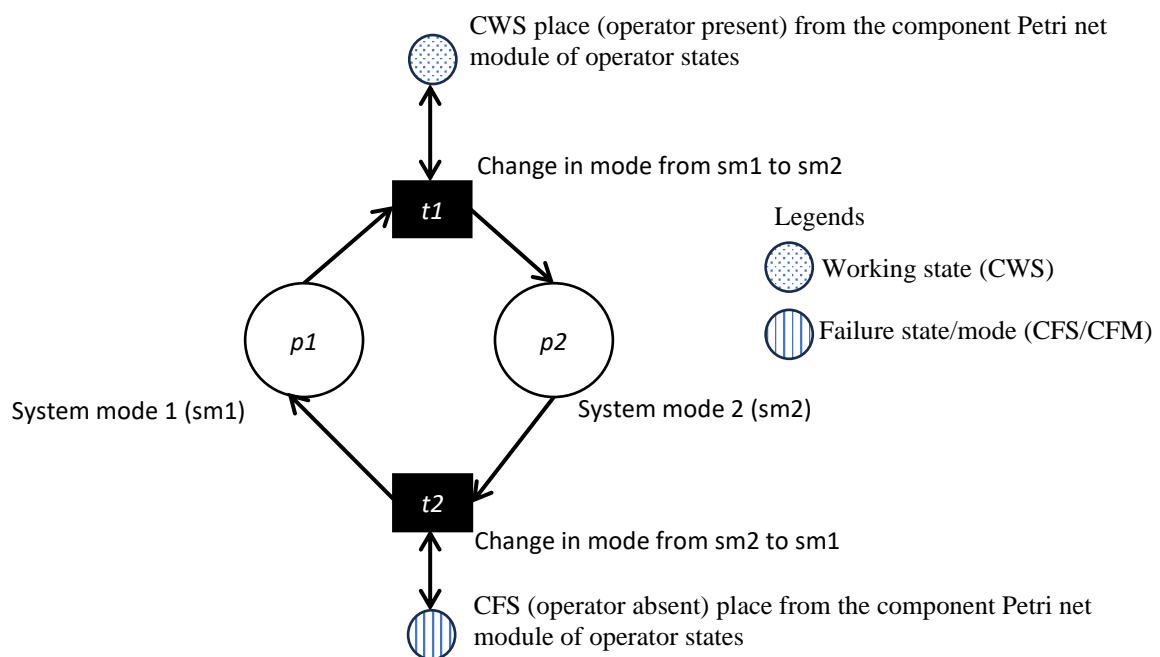 CWS place (operator present) from the component Petri net
module of operator states
Change in mode from sm1 to sm2
t1
Legends
Working state (CWS)
Failure state/mode (CFS/CFM)
p1
p2
System mode 1 (sm1)
System mode 2 (sm2)
t2
Change in mode from sm2 to sm1
CFS (operator absent) place from the component Petri net
module of operator states